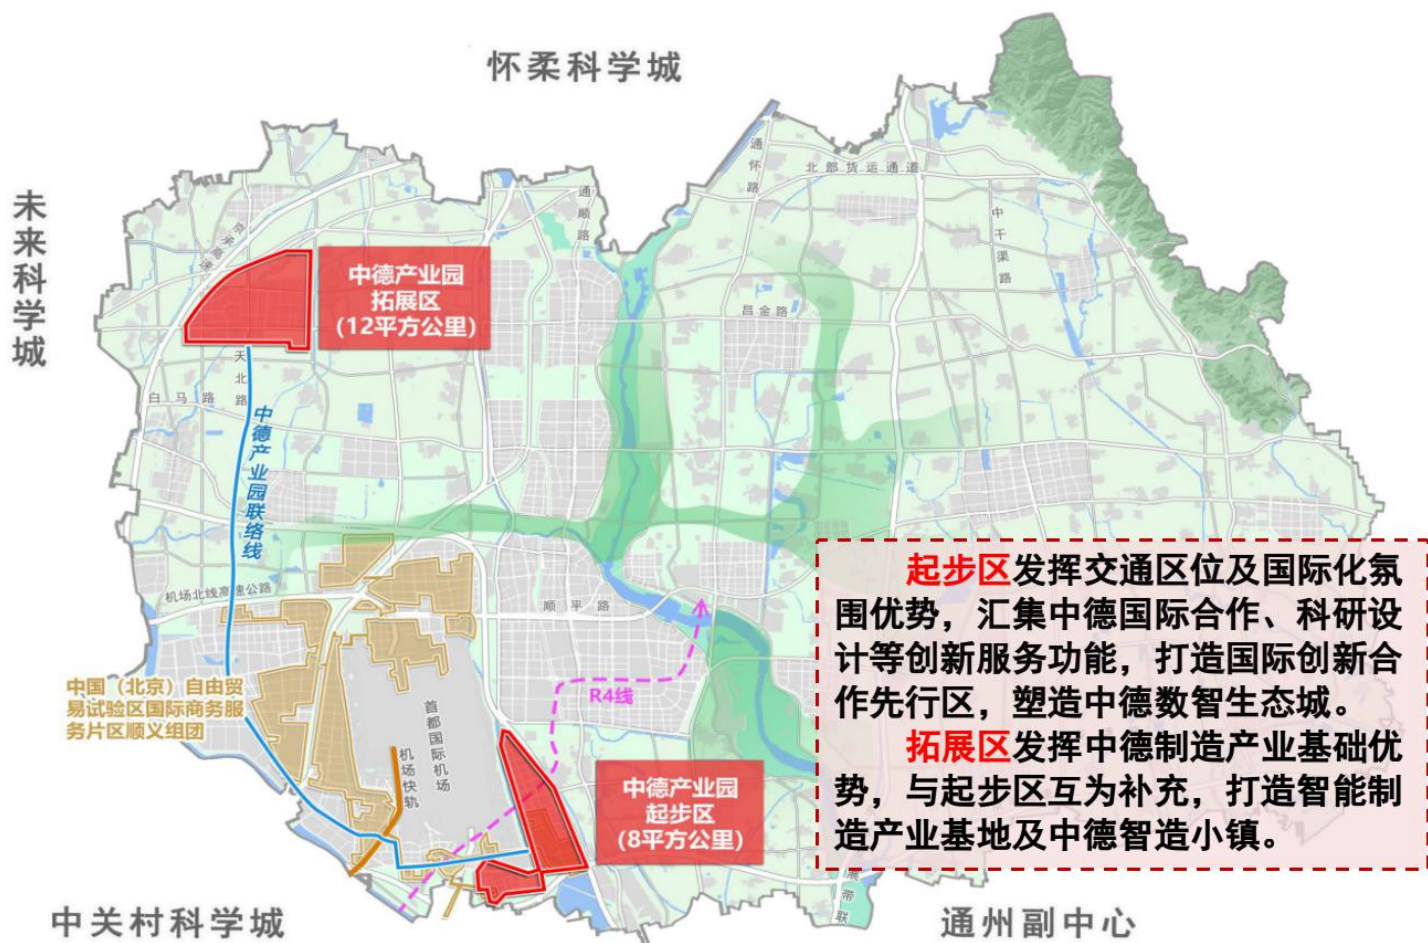 怀柔科学城
未来科学城
通怀路
北部货运通道
通顺路
中干渠路
京承高速
中德产业园
拓展区
(12平方公里)
昌金路
天北路
白马路
中德产业园联络线
机场北线高速公路
顺平路
R4线
中国（北京）自由贸
易试验区国际商务服
务片区顺义组团
首都国际机场
机场快轨
中德产业园
起步区
(8平方公里)
起步区发挥交通区位及国际化氛
围优势，汇集中德国际合作、科研设
计等创新服务功能，打造国际创新合
作先行区，塑造中德数智生态城。
拓展区发挥中德制造产业基础优
势，与起步区互为补充，打造智能制
造产业基地及中德智造小镇。
展带联
中关村科学城
通州副中心